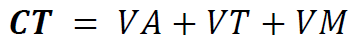 CT = VA + VT + VM